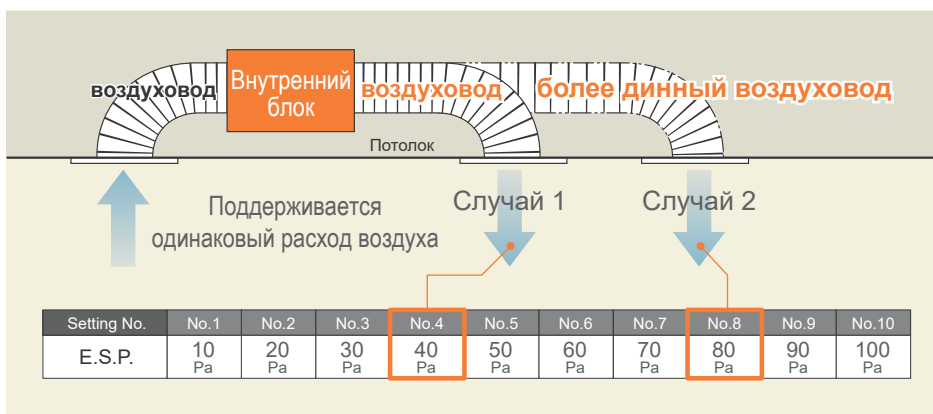 воздуховод
Внутренний
блок
воздуховод
более динный воздуховод
Потолок
Поддерживается
одинаковый расход воздуха
Случай 1
Случай 2
Setting No. No.1 No.2 No.3 No.4 No.5 No.6 No.7 No.8 No.9 No.10
E.S.P. 10 Pa 20 Pa 30 Pa 40 Pa 50 Pa 60 Pa 70 Pa 80 Pa 90 Pa 100 Pa